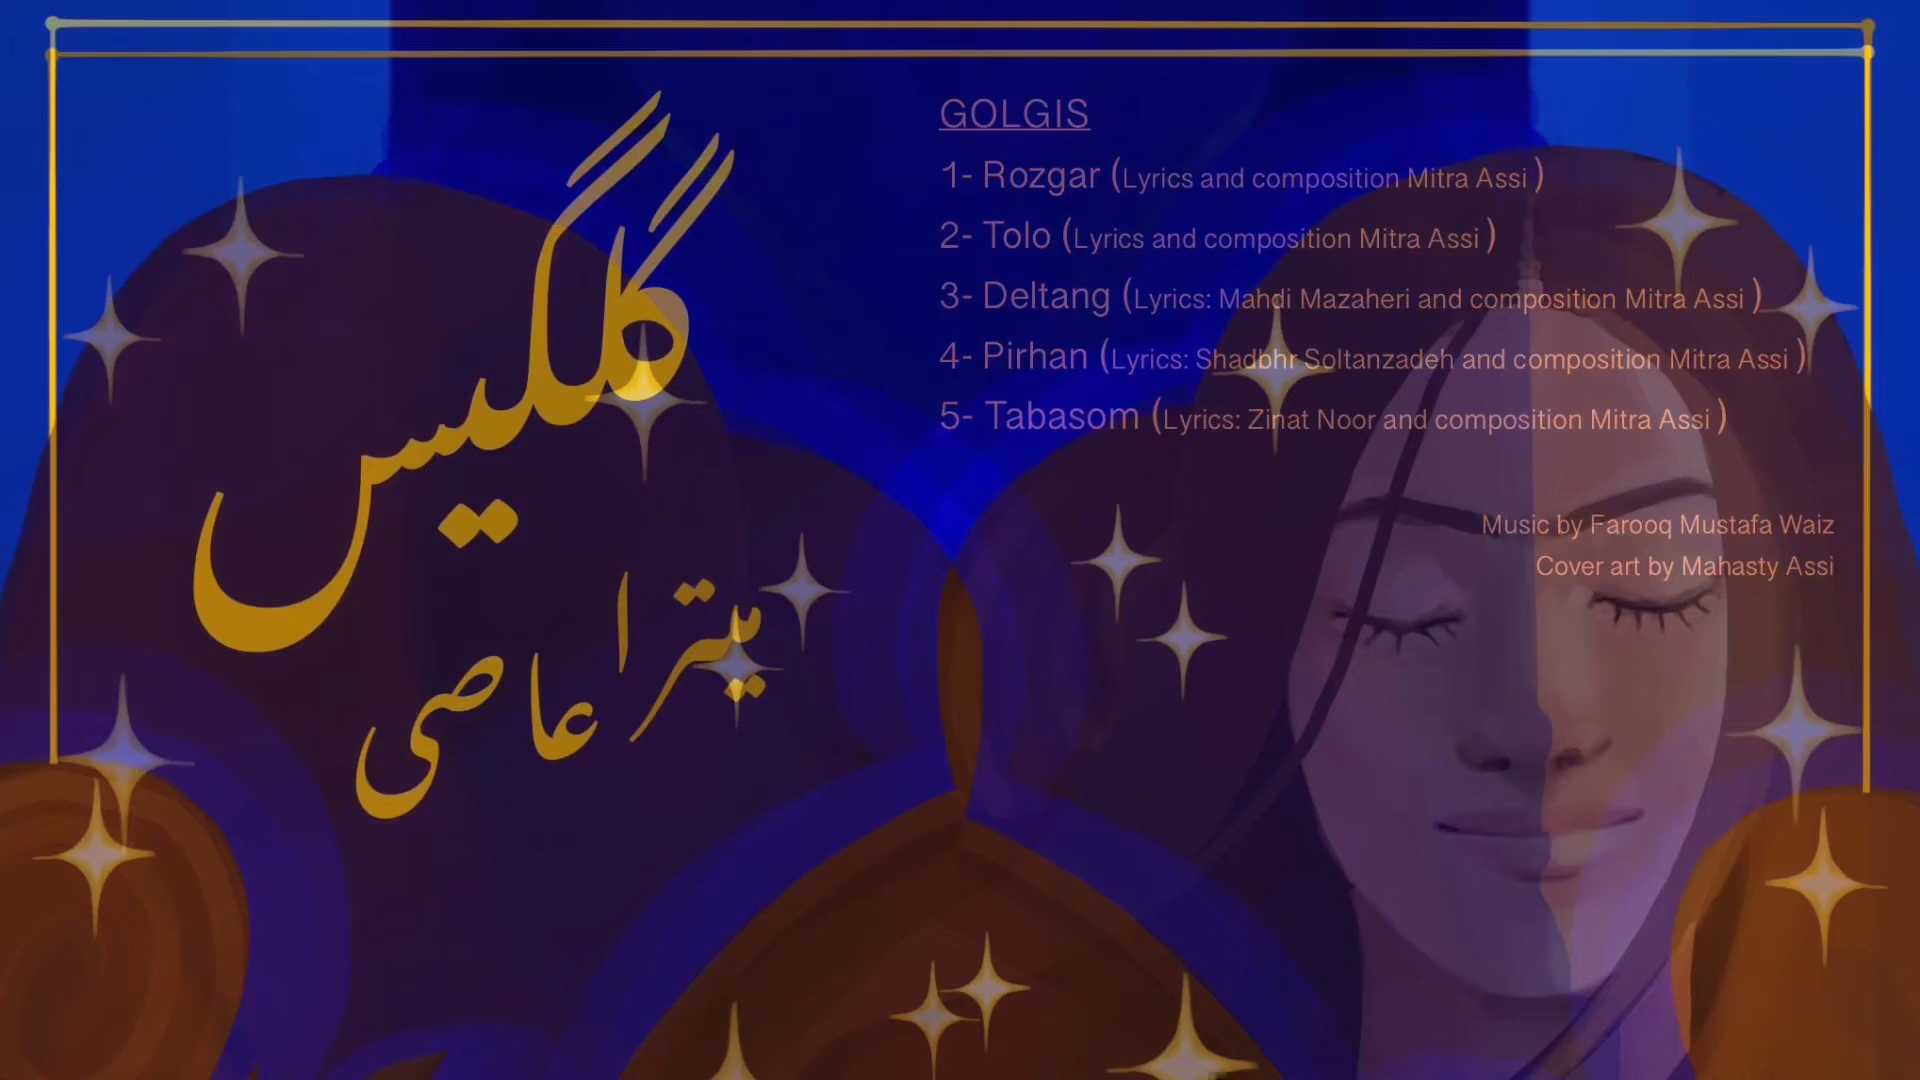 گلگیس
میترا عاصی
GOLGIS
1- Rozgar (Lyrics and composition Mitra Assi )
2- Tolo (Lyrics and composition Mitra Assi )
3- Deltang (Lyrics: Mahdi Mazaheri and composition Mitra Assi )
4- Pirhan (Lyrics: Shadbhr Soltanzadeh and composition Mitra Assi )
5- Tabasom (Lyrics: Zinat Noor and composition Mitra Assi )
Music by Farooq Mustafa Waiz
Cover art by Mahasty Assi